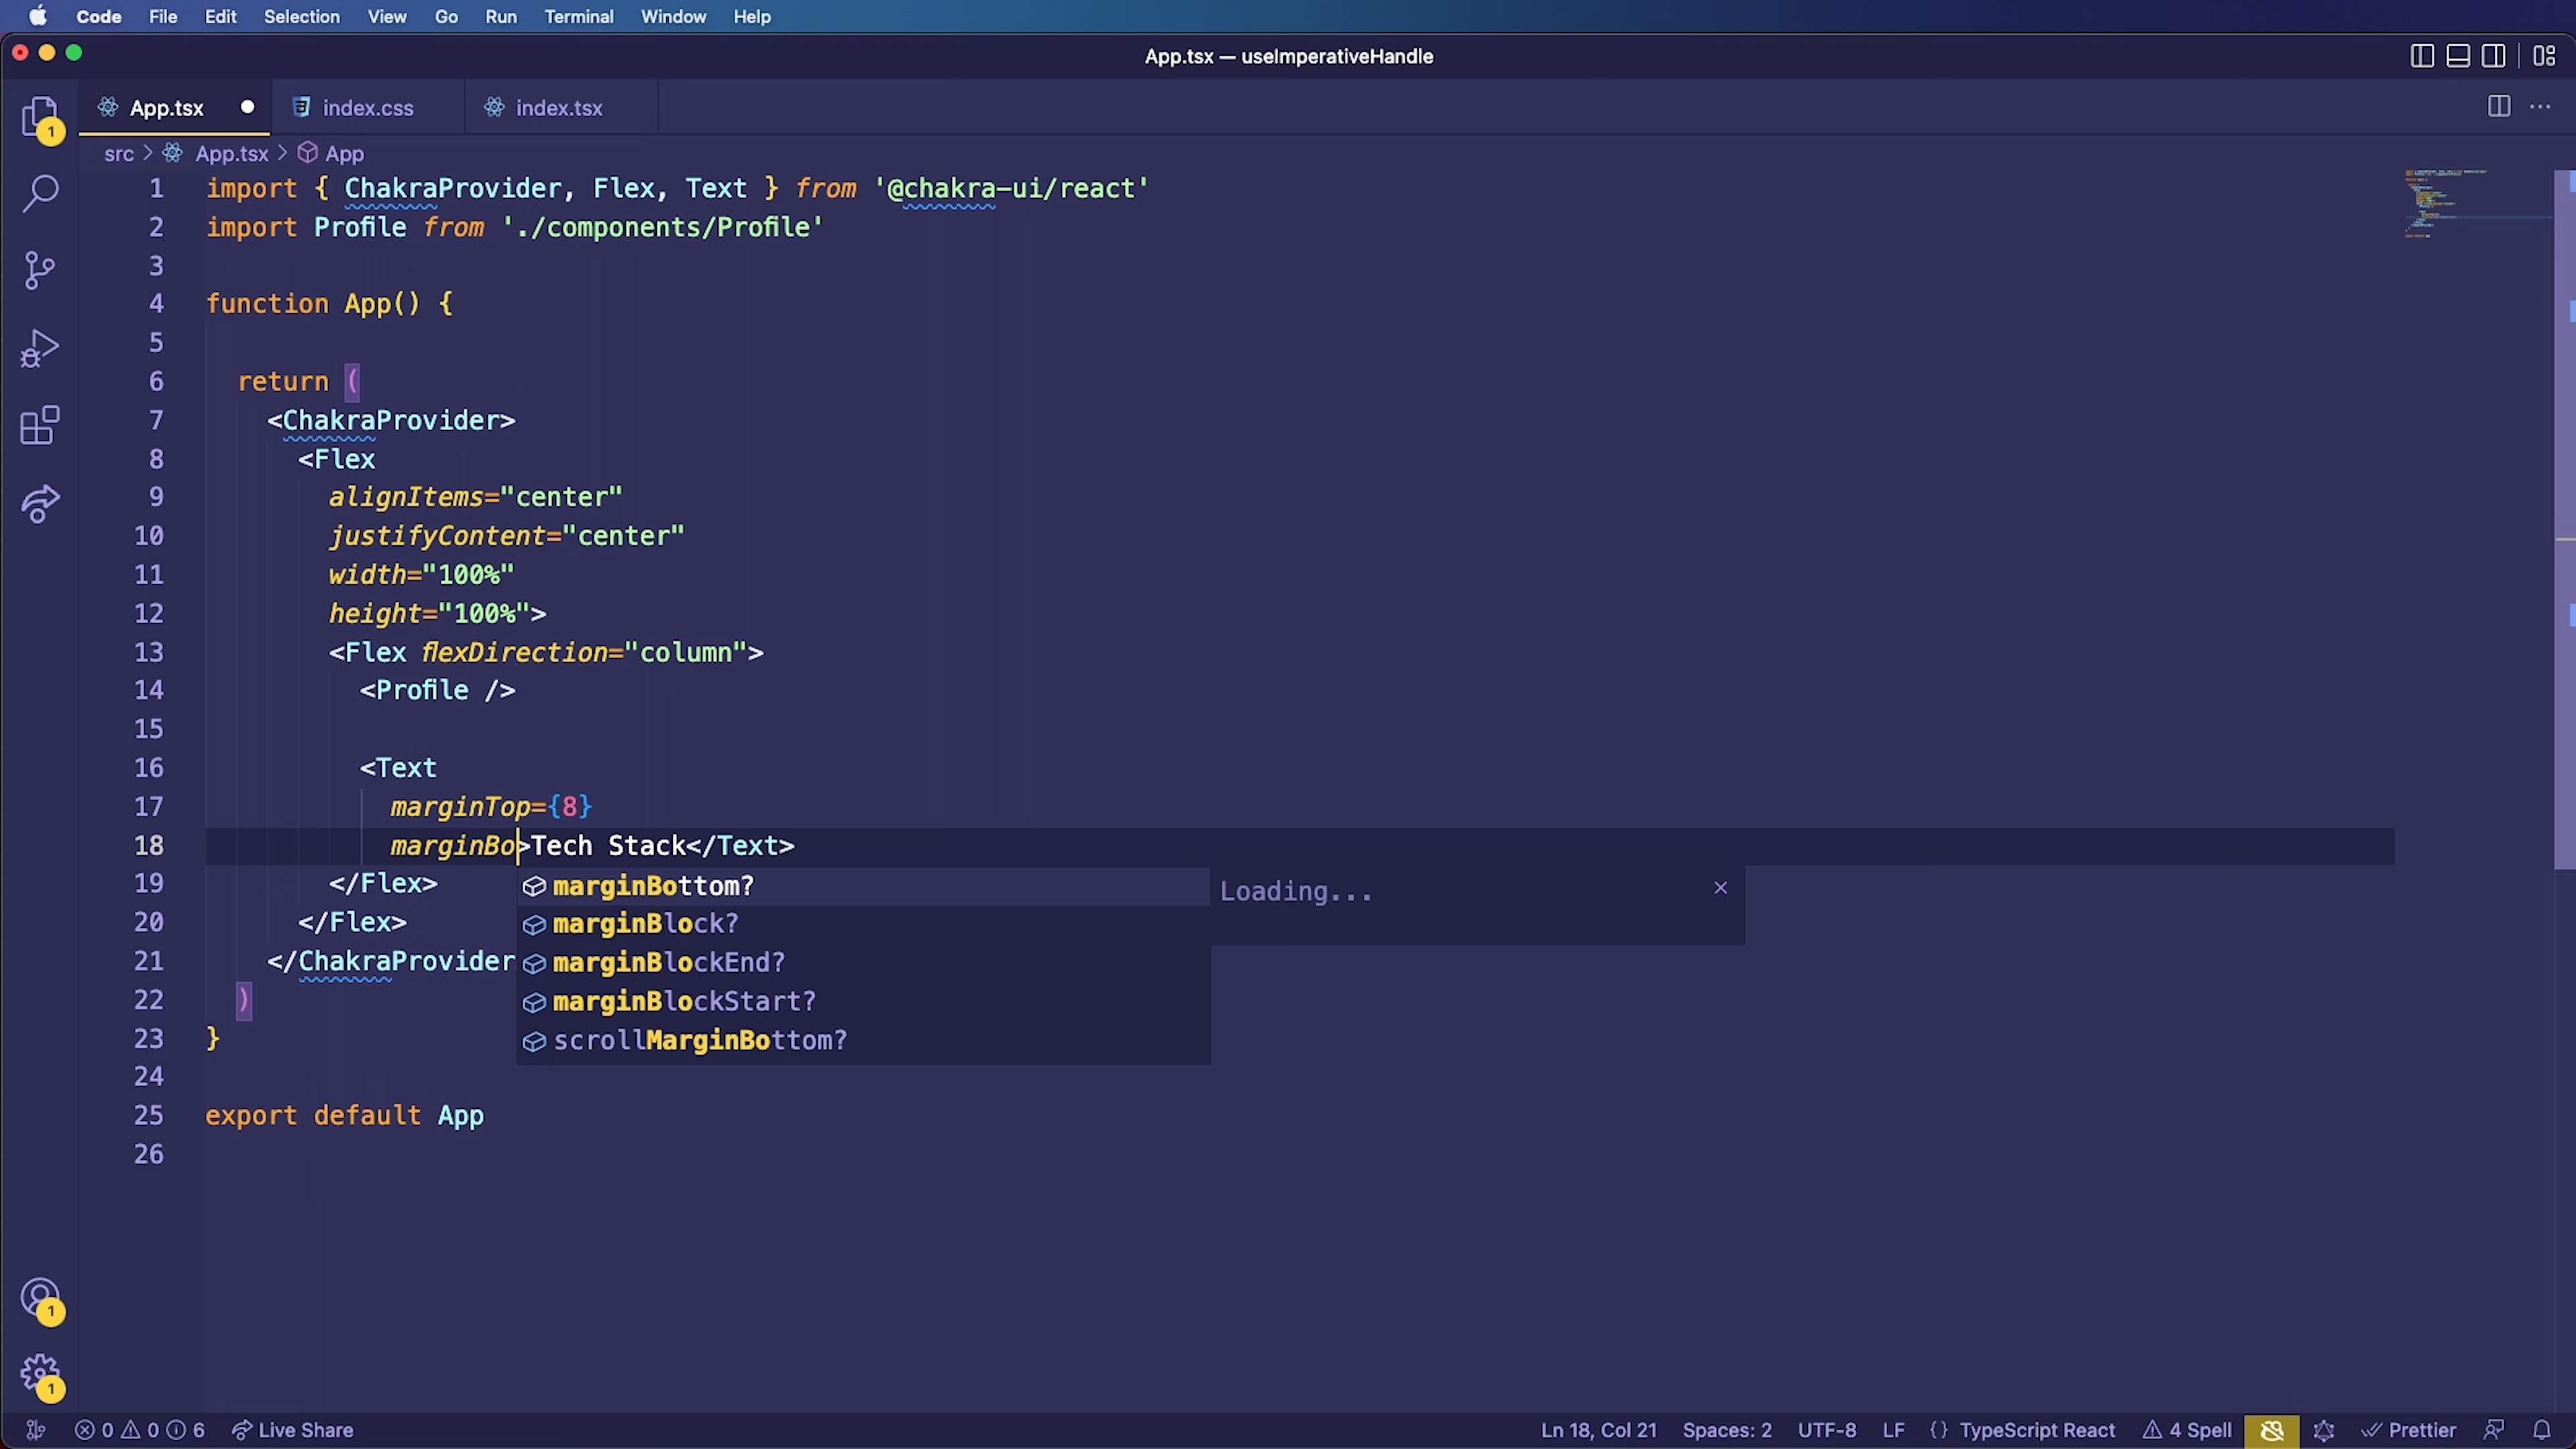 Code File Edit Selection View Go Run Terminal Window Help
App.tsx — useImperativeHandle
App.tsx index.css index.tsx
1
src > App.tsx > App
1 import { ChakraProvider, Flex, Text } from '@chakra-ui/react'
2 import Profile from './components/Profile'
3
4 function App() {
5
6 return (
7 <ChakraProvider>
8 <Flex
9 alignItems="center"
10 justifyContent="center"
11 width="100%"
12 height="100%">
13 <Flex flexDirection="column">
14 <Profile />
15
16 <Text
17 marginTop={8}
18 marginBo>Tech Stack</Text>
19 </Flex> marginBottom? Loading... ×
20 </Flex> marginBlock?
21 </ChakraProvider marginBlockEnd?
22 ) marginBlockStart?
23 } scrollMarginBottom?
24
25 export default App
26
1
1
0 0 6 Live Share Ln 18, Col 21 Spaces: 2 UTF-8 LF {} TypeScript React 4 Spell Prettier